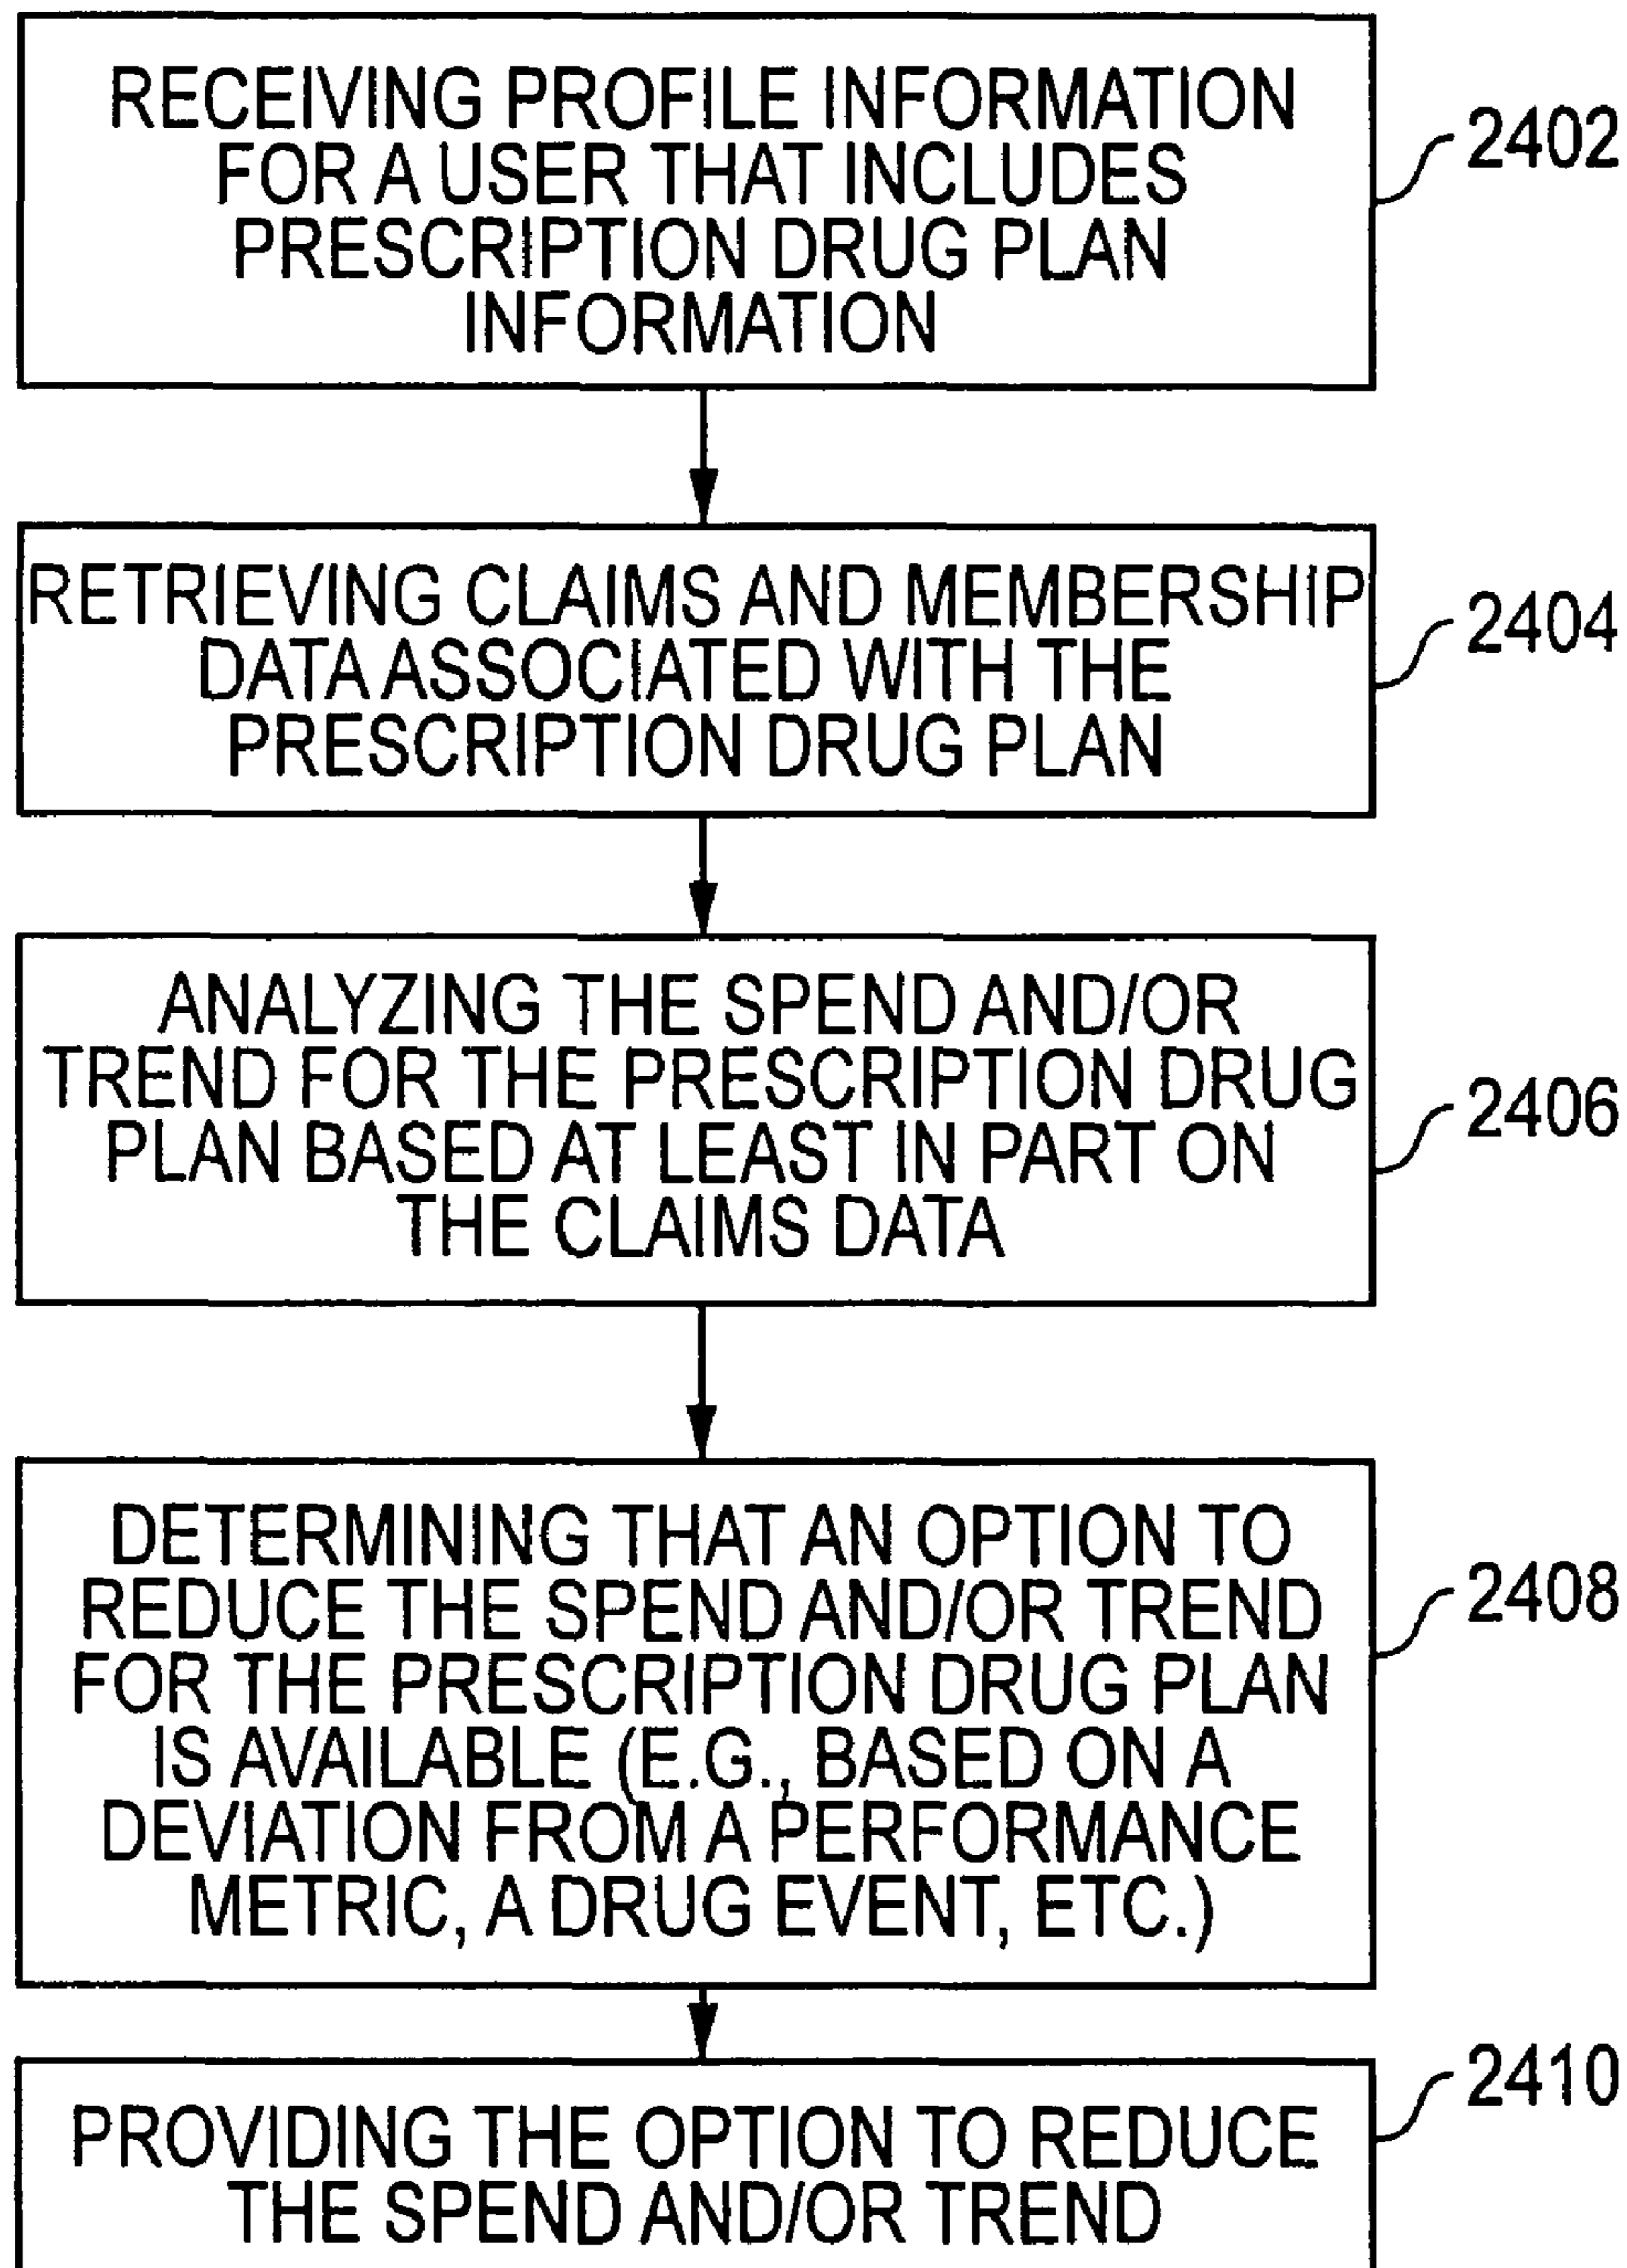 RECEIVING PROFILE INFORMATION
FOR A USER THAT INCLUDES
PRESCRIPTION DRUG PLAN
INFORMATION
2402
RETRIEVING CLAIMS AND MEMBERSHIP
DATA ASSOCIATED WITH THE
PRESCRIPTION DRUG PLAN
2404
ANALYZING THE SPEND AND/OR
TREND FOR THE PRESCRIPTION DRUG
PLAN BASED AT LEAST IN PART ON
THE CLAIMS DATA
2406
DETERMINING THAT AN OPTION TO
REDUCE THE SPEND AND/OR TREND
FOR THE PRESCRIPTION DRUG PLAN
IS AVAILABLE (E.G., BASED ON A
DEVIATION FROM A PERFORMANCE
METRIC, A DRUG EVENT, ETC.)
2408
PROVIDING THE OPTION TO REDUCE
THE SPEND AND/OR TREND
2410